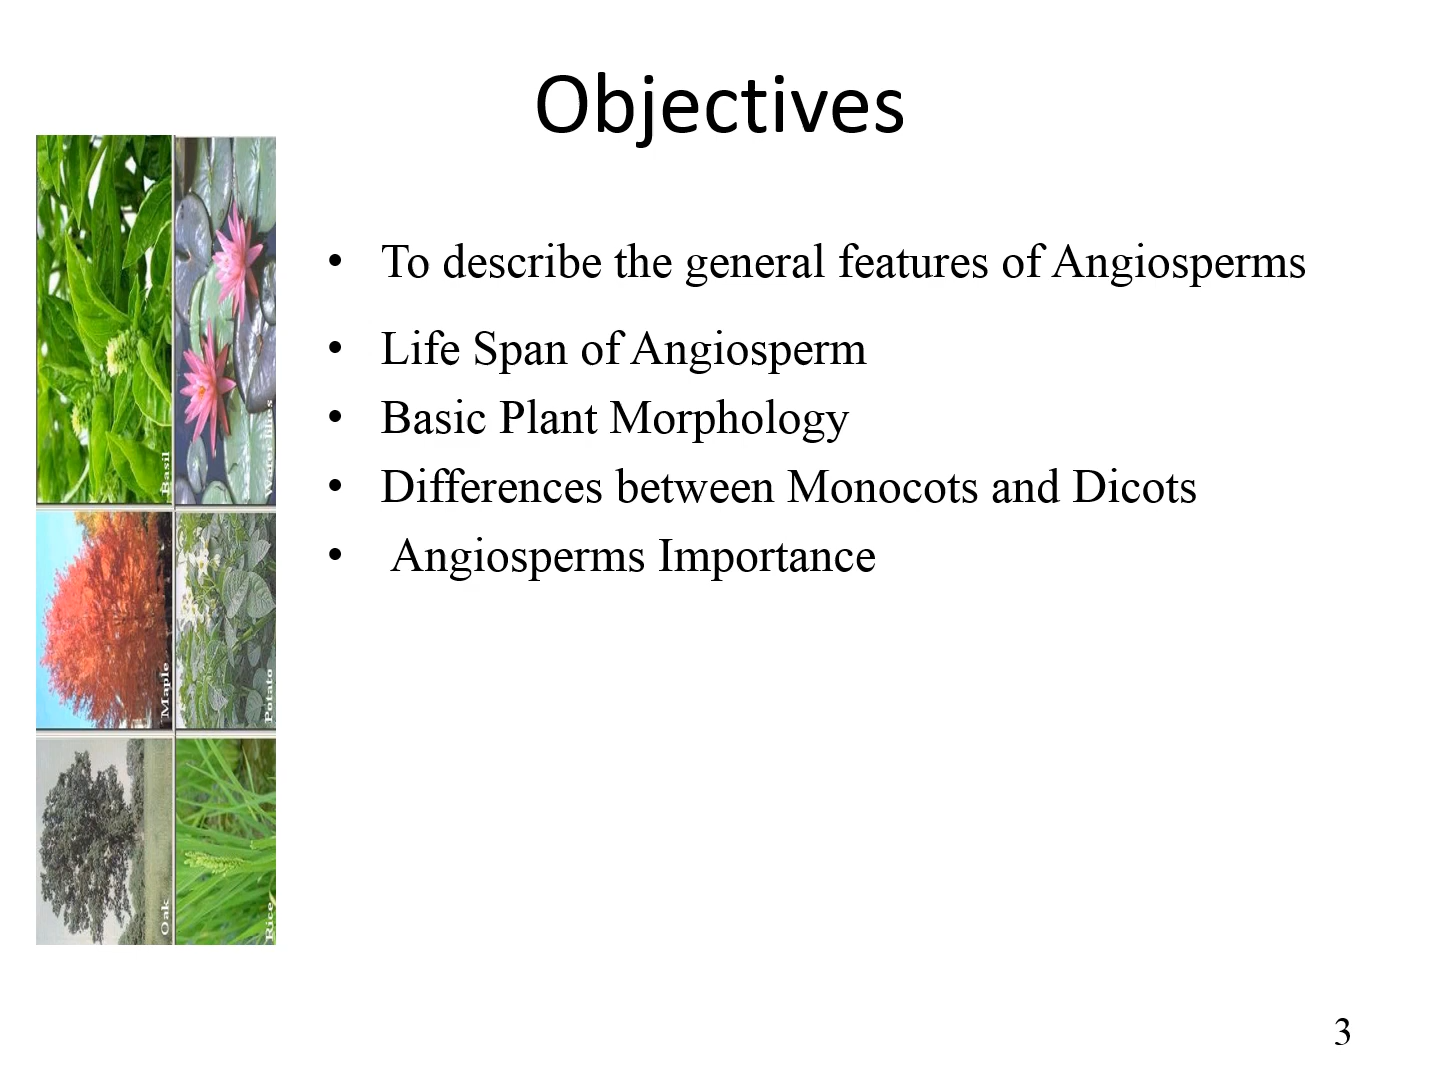 Objectives
• To describe the general features of Angiosperms
• Life Span of Angiosperm
• Basic Plant Morphology
• Differences between Monocots and Dicots
• Angiosperms Importance
Basil
Water lilies
Maple
Potato
Oak
Rice
3